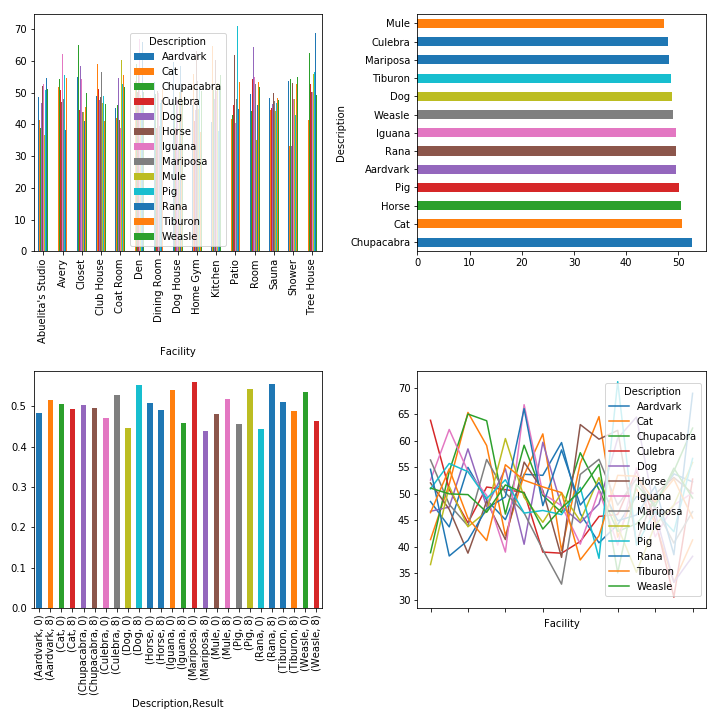 70
60
50
40
30
20
10
0
Description
Aardvark
Cat
Chupacabra
Culebra
Dog
Horse
Iguana
Mariposa
Mule
Pig
Rana
Tiburon
Weasle
Abuelita's Studio
Avery
Closet
Club House
Coat Room
Den
Dining Room
Dog House
Home Gym
Kitchen
Patio
Room
Sauna
Shower
Tree House
Facility
Description
Mule
Culebra
Mariposa
Tiburon
Dog
Weasle
Iguana
Rana
Aardvark
Pig
Horse
Cat
Chupacabra
0 10 20 30 40 50
0.5
0.4
0.3
0.2
0.1
0.0
(Aardvark, 0)
(Aardvark, 8)
(Cat, 0)
(Cat, 8)
(Chupacabra, 0)
(Chupacabra, 8)
(Culebra, 0)
(Culebra, 8)
(Dog, 0)
(Dog, 8)
(Horse, 0)
(Horse, 8)
(Iguana, 0)
(Iguana, 8)
(Mariposa, 0)
(Mariposa, 8)
(Mule, 0)
(Mule, 8)
(Pig, 0)
(Pig, 8)
(Rana, 0)
(Rana, 8)
(Tiburon, 0)
(Tiburon, 8)
(Weasle, 0)
(Weasle, 8)
Description,Result
70
65
60
55
50
45
40
35
30
Description
Aardvark
Cat
Chupacabra
Culebra
Dog
Horse
Iguana
Mariposa
Mule
Pig
Rana
Tiburon
Weasle
Facility